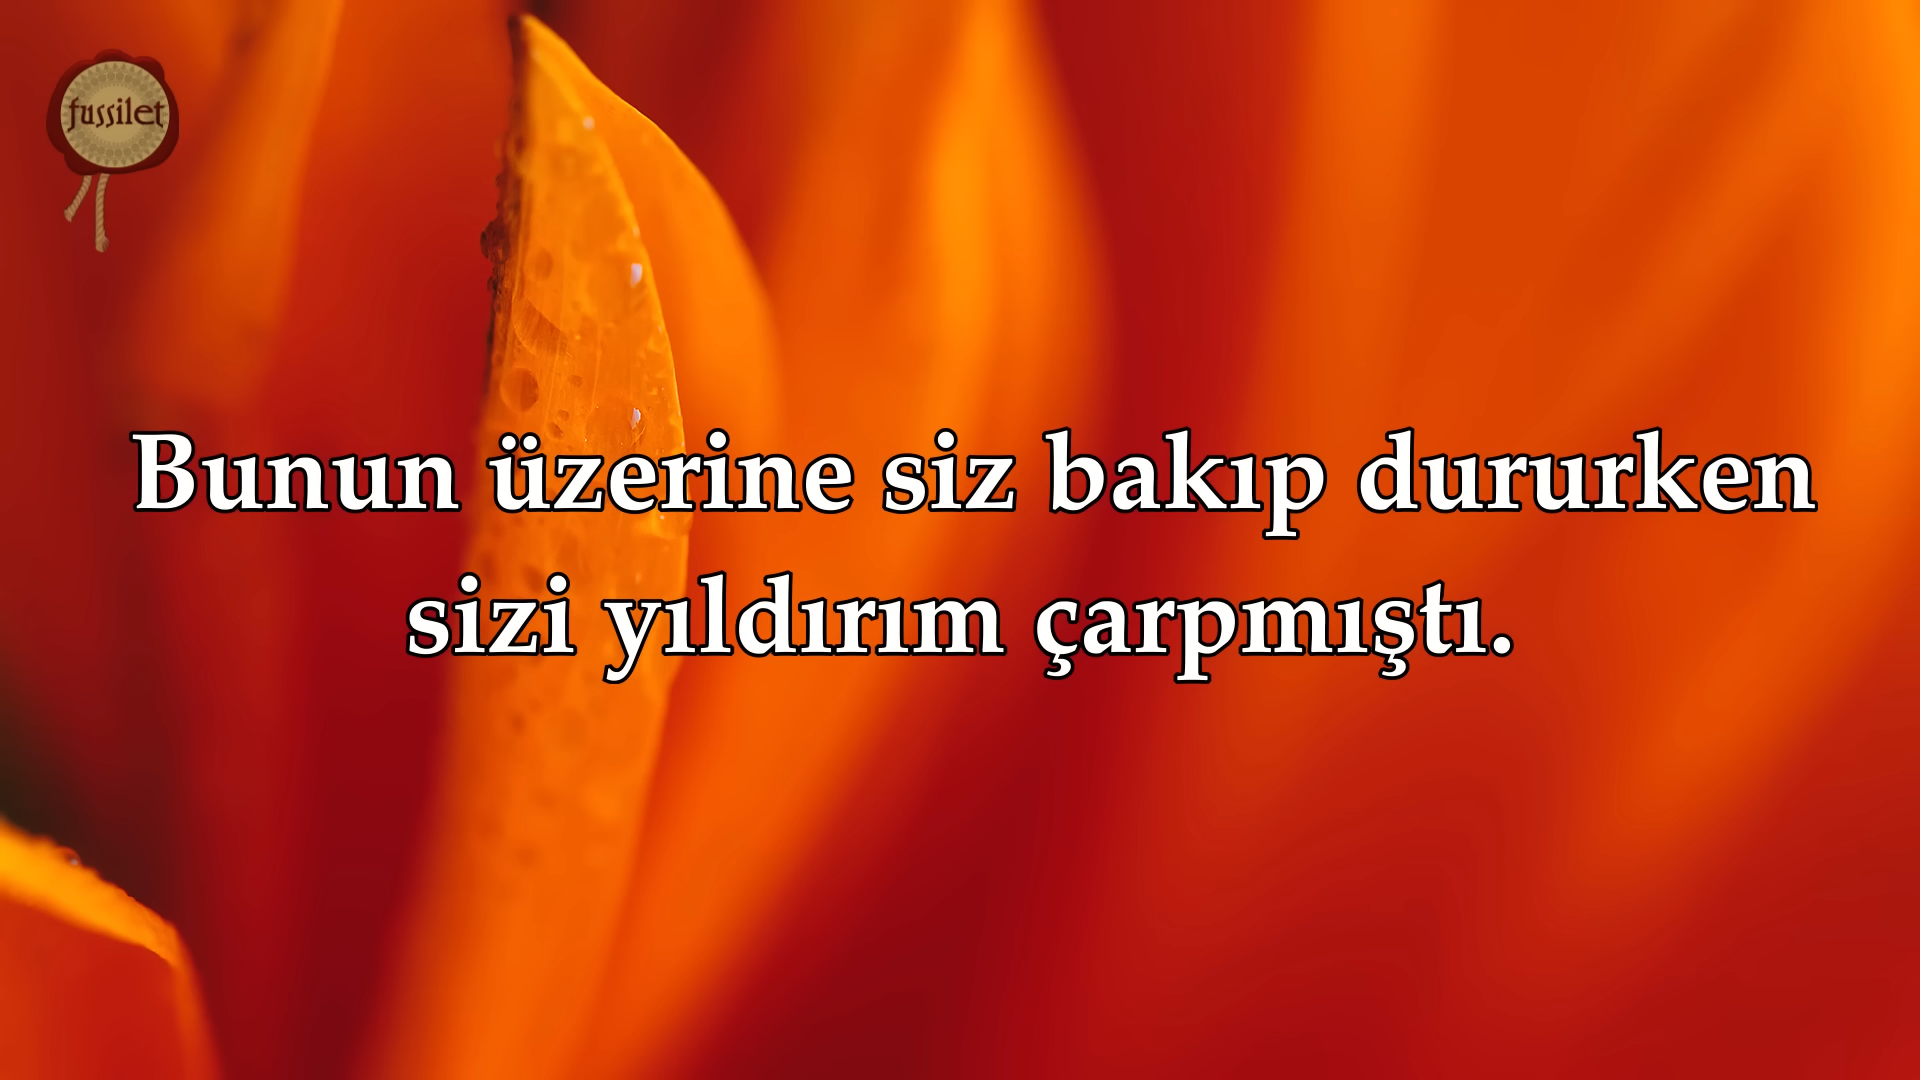 fussilet
Bunun üzerine siz bakıp dururken
sizi yıldırım çarpmıştı.